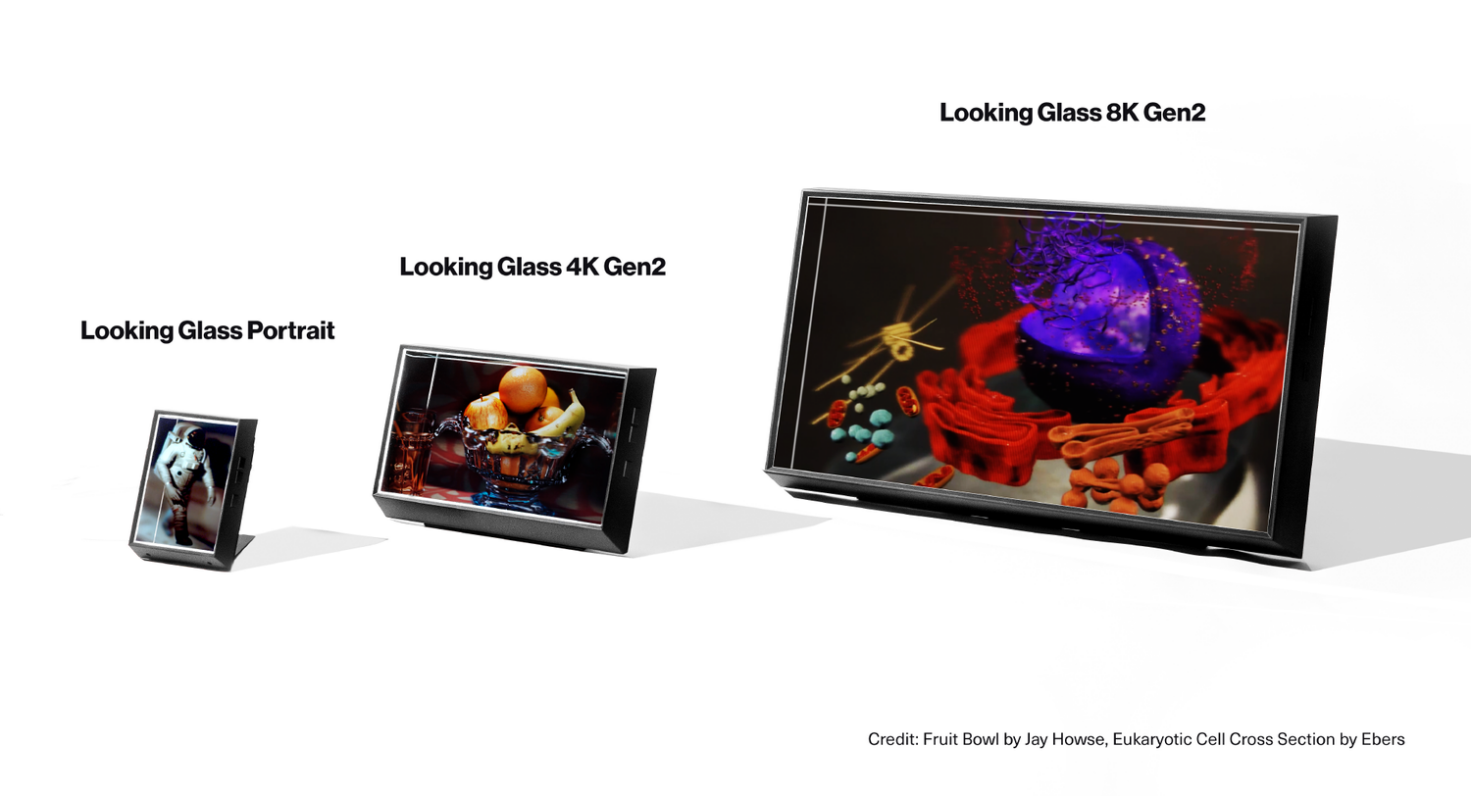 Looking Glass 8K Gen2
Looking Glass 4K Gen2
Looking Glass Portrait
Credit: Fruit Bowl by Jay Howse, Eukaryotic Cell Cross Section by Ebers